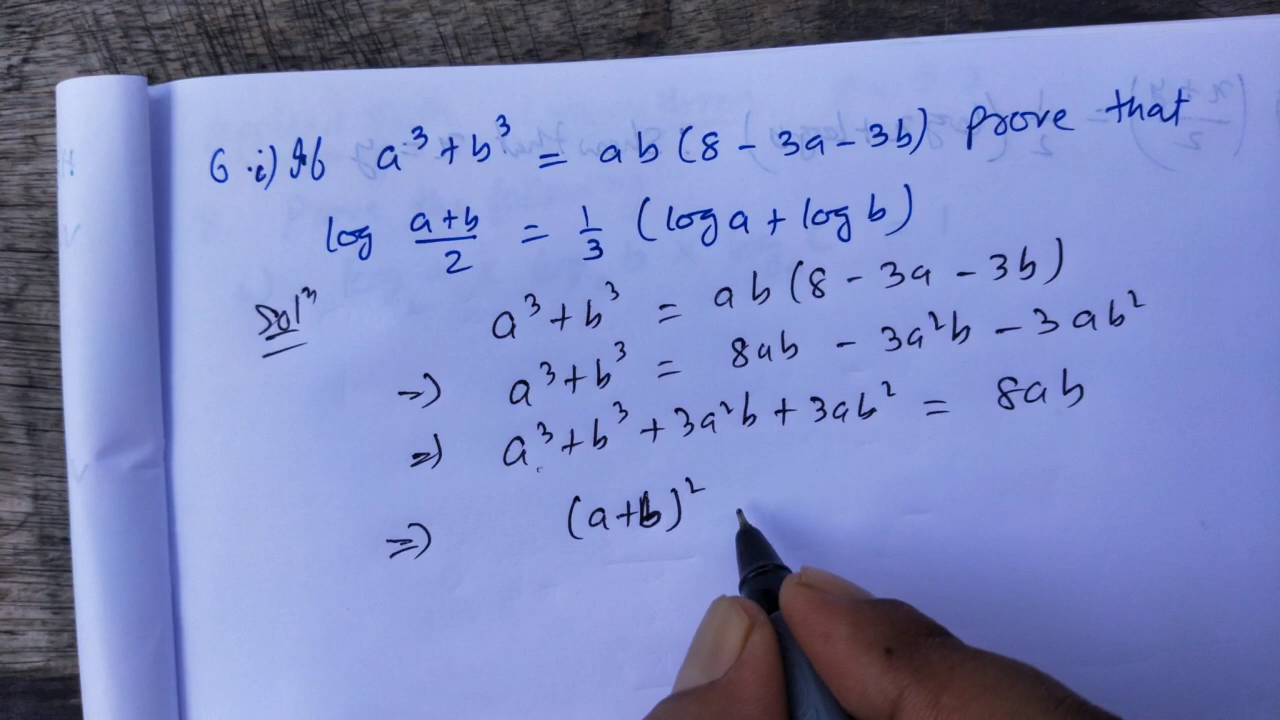 6.i) If a³ + b³ = ab (8 - 3a - 3b) prove that
log (a+b)/2 = 1/3 (log a + log b)
Solⁿ a³ + b³ = ab (8 - 3a - 3b)
=) a³ + b³ = 8ab - 3a²b - 3ab²
=) a³ + b³ + 3a²b + 3ab² = 8ab
=) (a+b)²